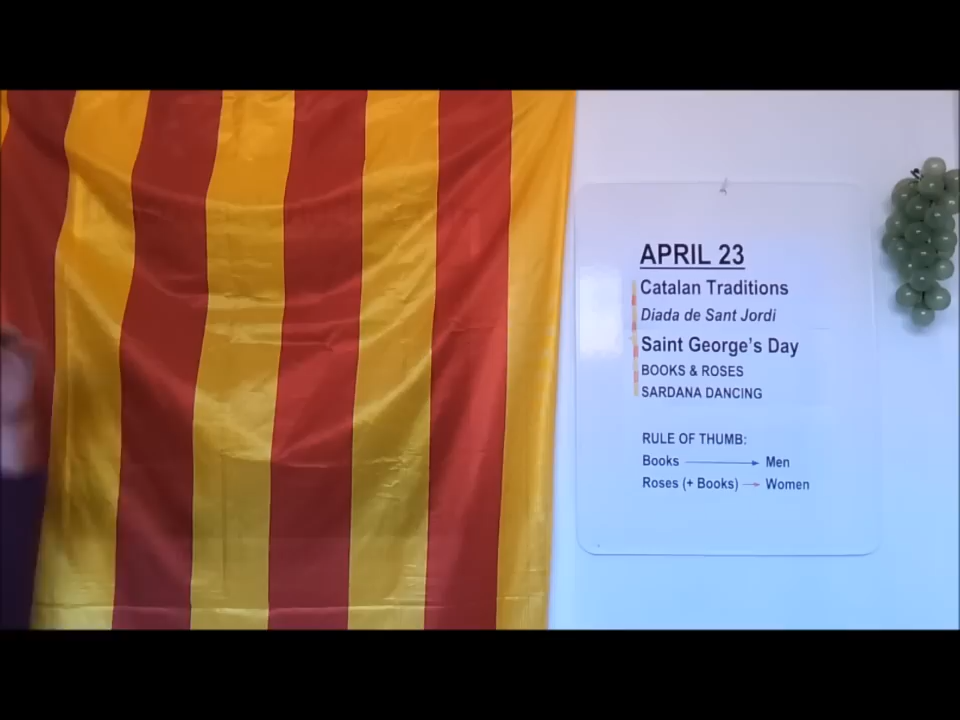 APRIL 23
Catalan Traditions
Diada de Sant Jordi
Saint George's Day
BOOKS & ROSES
SARDANA DANCING
RULE OF THUMB:
Books → Men
Roses (+ Books) → Women